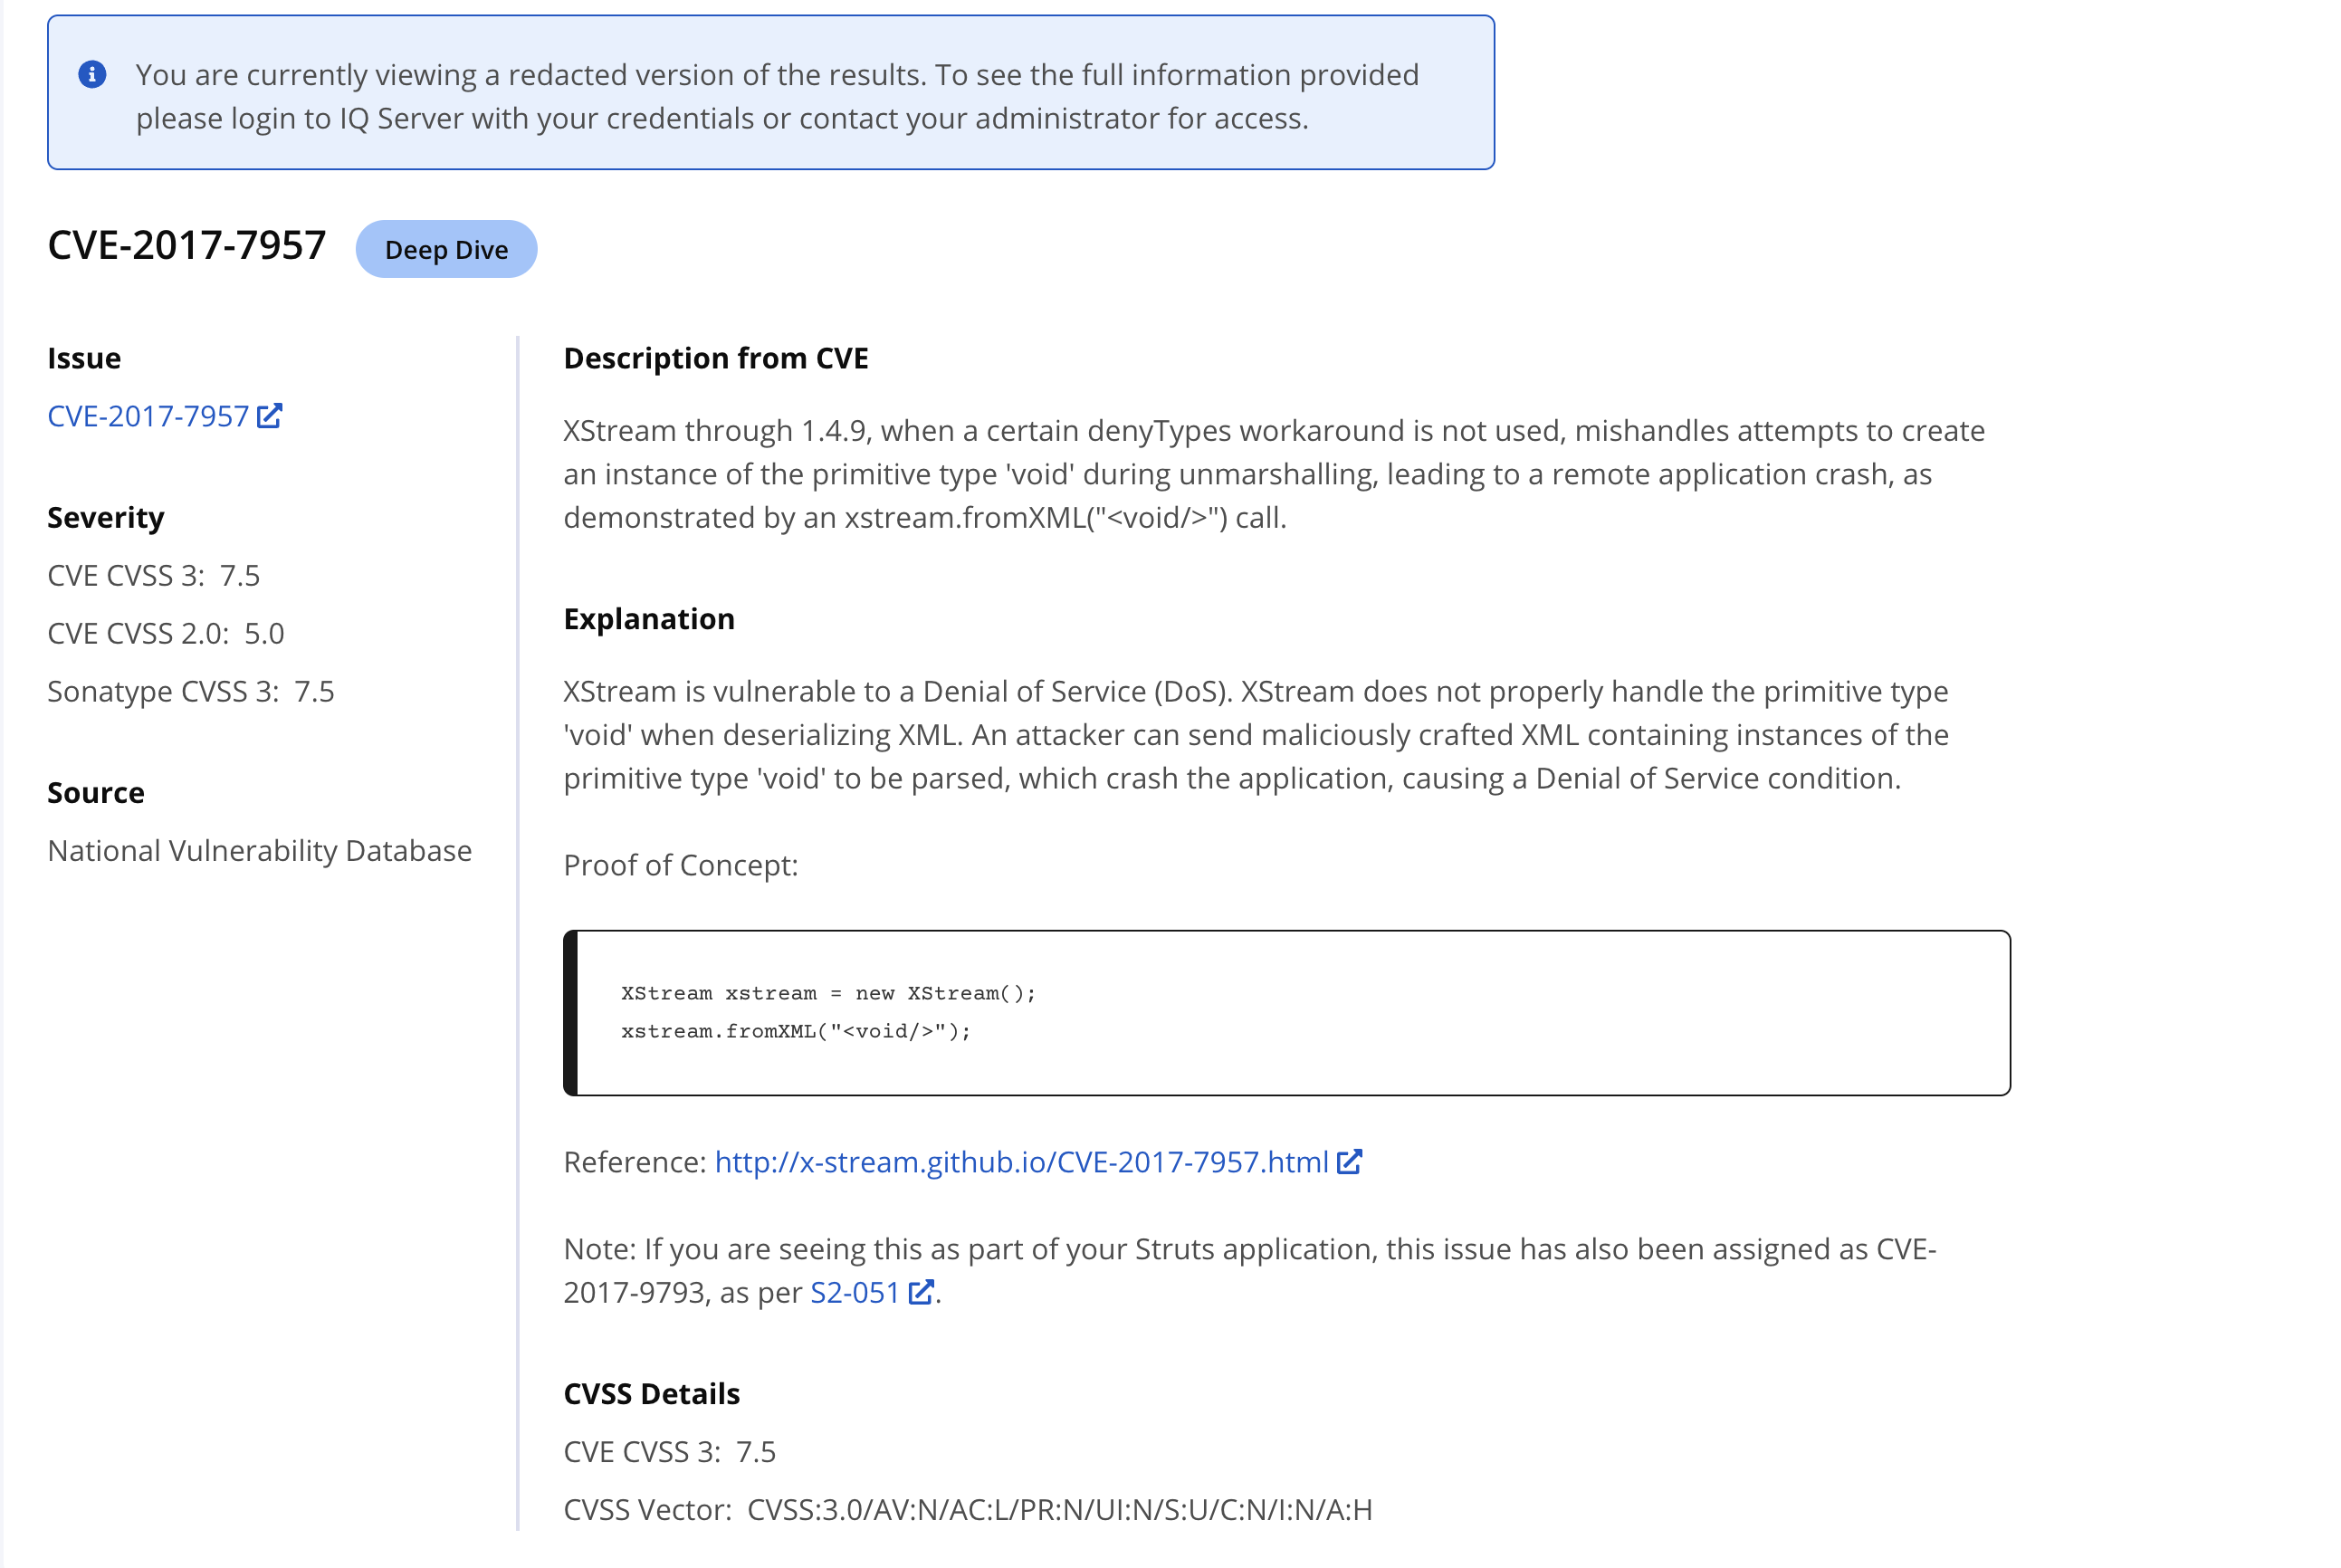 You are currently viewing a redacted version of the results. To see the full information provided
please login to IQ Server with your credentials or contact your administrator for access.
CVE-2017-7957
Deep Dive
Issue
CVE-2017-7957
Severity
CVE CVSS 3: 7.5
CVE CVSS 2.0: 5.0
Sonatype CVSS 3: 7.5
Source
National Vulnerability Database
Description from CVE
XStream through 1.4.9, when a certain denyTypes workaround is not used, mishandles attempts to create
an instance of the primitive type 'void' during unmarshalling, leading to a remote application crash, as
demonstrated by an xstream.fromXML("<void/>") call.
Explanation
XStream is vulnerable to a Denial of Service (DoS). XStream does not properly handle the primitive type
'void' when deserializing XML. An attacker can send maliciously crafted XML containing instances of the
primitive type 'void' to be parsed, which crash the application, causing a Denial of Service condition.
Proof of Concept:
XStream xstream = new XStream();
xstream.fromXML("<void/>");
Reference: http://x-stream.github.io/CVE-2017-7957.html
Note: If you are seeing this as part of your Struts application, this issue has also been assigned as CVE-
2017-9793, as per S2-051.
CVSS Details
CVE CVSS 3: 7.5
CVSS Vector: CVSS:3.0/AV:N/AC:L/PR:N/UI:N/S:U/C:N/I:N/A:H